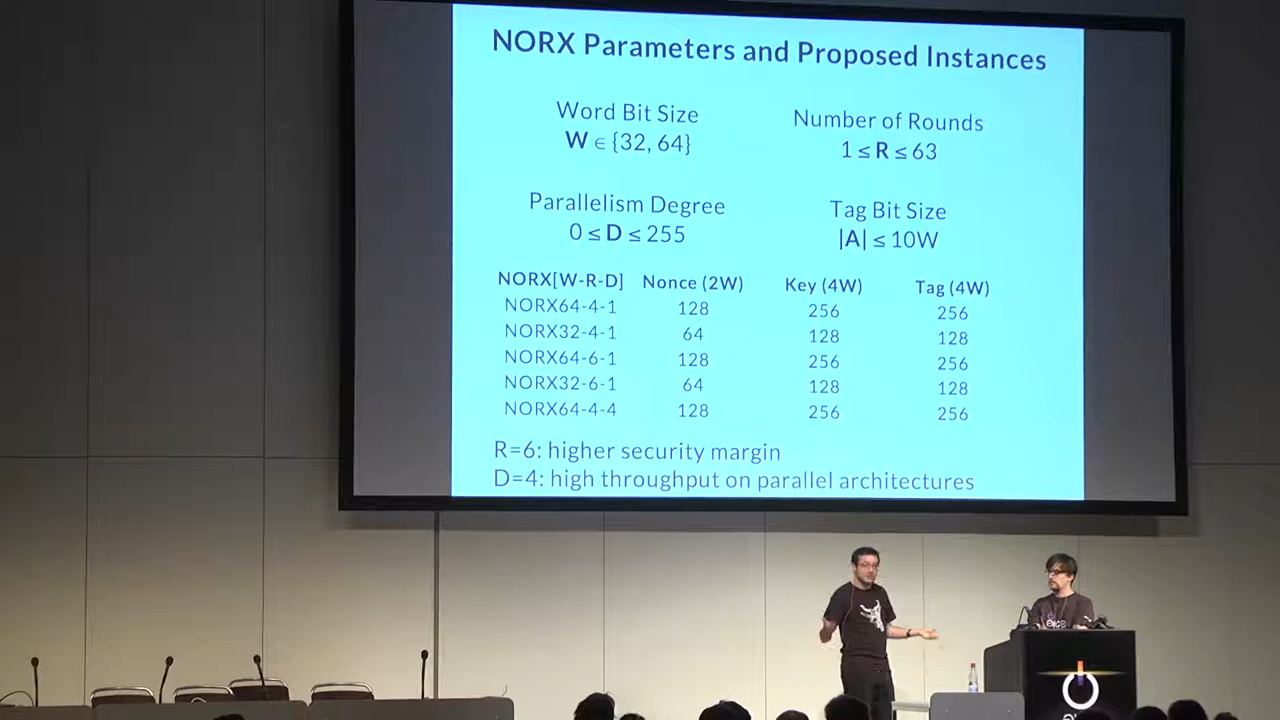 NORX Parameters and Proposed Instances
Word Bit Size
W ∈ {32, 64}
Number of Rounds
1 ≤ R ≤ 63
Parallelism Degree
0 ≤ D ≤ 255
Tag Bit Size
|A| ≤ 10W
NORX[W-R-D] Nonce (2W) Key (4W) Tag (4W)
NORX64-4-1 128 256 256
NORX32-4-1 64 128 128
NORX64-6-1 128 256 256
NORX32-6-1 64 128 128
NORX64-4-4 128 256 256
R=6: higher security margin
D=4: high throughput on parallel architectures